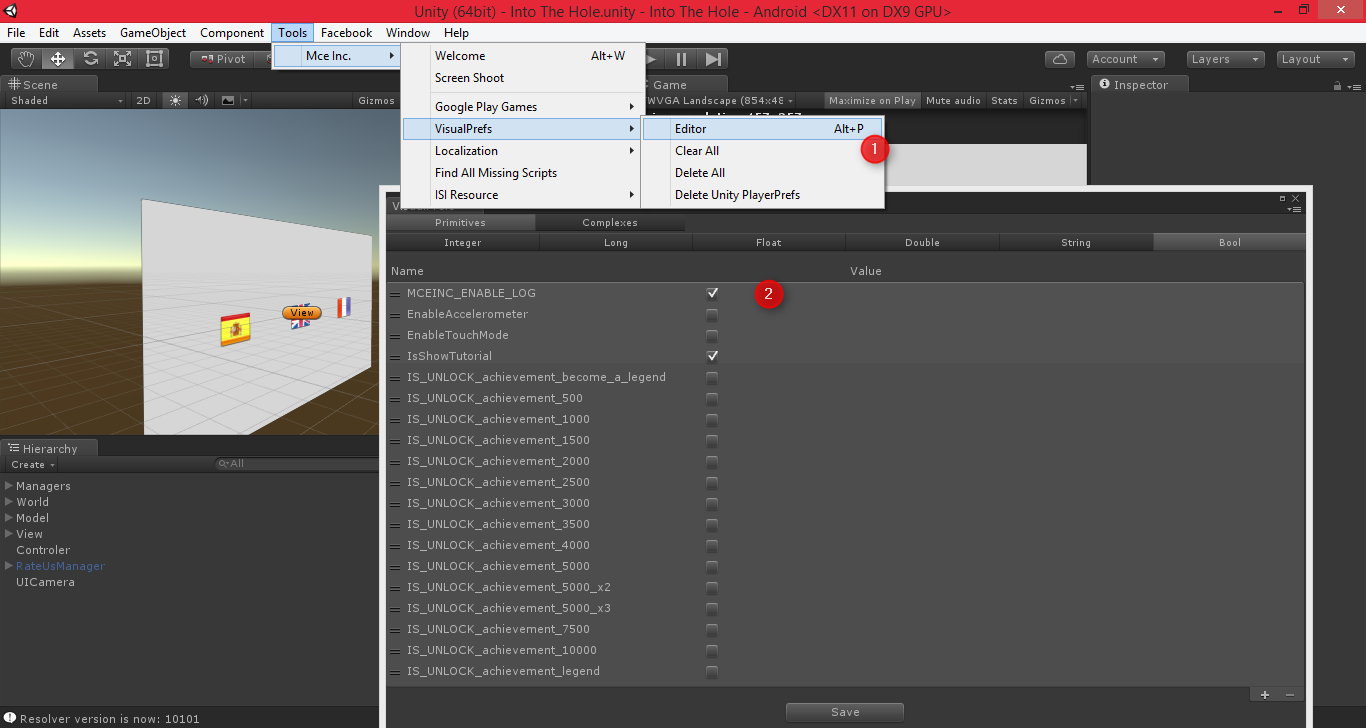 Unity (64bit) - Into The Hole.unity - Into The Hole - Android <DX11 on DX9 GPU>
File Edit Assets GameObject Component Tools Facebook Window Help
Pivot
Account Layers Layout
Mce Inc.
Welcome Alt+W
Screen Shoot
Google Play Games
VisualPrefs
Localization
Find All Missing Scripts
ISI Resource
Editor Alt+P
Clear All
Delete All
Delete Unity PlayerPrefs
1
Scene
Shaded 2D Gizmos
Game
WVGA Landscape (854x48 Maximize on Play Mute audio Stats Gizmos
Inspector
View
Primitives Complexes
Integer Long Float Double String Bool
Name Value
MCEINC_ENABLE_LOG
2
EnableAccelerometer
EnableTouchMode
IsShowTutorial
IS_UNLOCK_achievement_become_a_legend
IS_UNLOCK_achievement_500
IS_UNLOCK_achievement_1000
IS_UNLOCK_achievement_1500
IS_UNLOCK_achievement_2000
IS_UNLOCK_achievement_2500
IS_UNLOCK_achievement_3000
IS_UNLOCK_achievement_3500
IS_UNLOCK_achievement_4000
IS_UNLOCK_achievement_5000
IS_UNLOCK_achievement_5000_x2
IS_UNLOCK_achievement_5000_x3
IS_UNLOCK_achievement_7500
IS_UNLOCK_achievement_10000
IS_UNLOCK_achievement_legend
Save
Hierarchy
Create All
Managers
World
Model
View
Controler
RateUsManager
UICamera
Resolver version is now: 10101